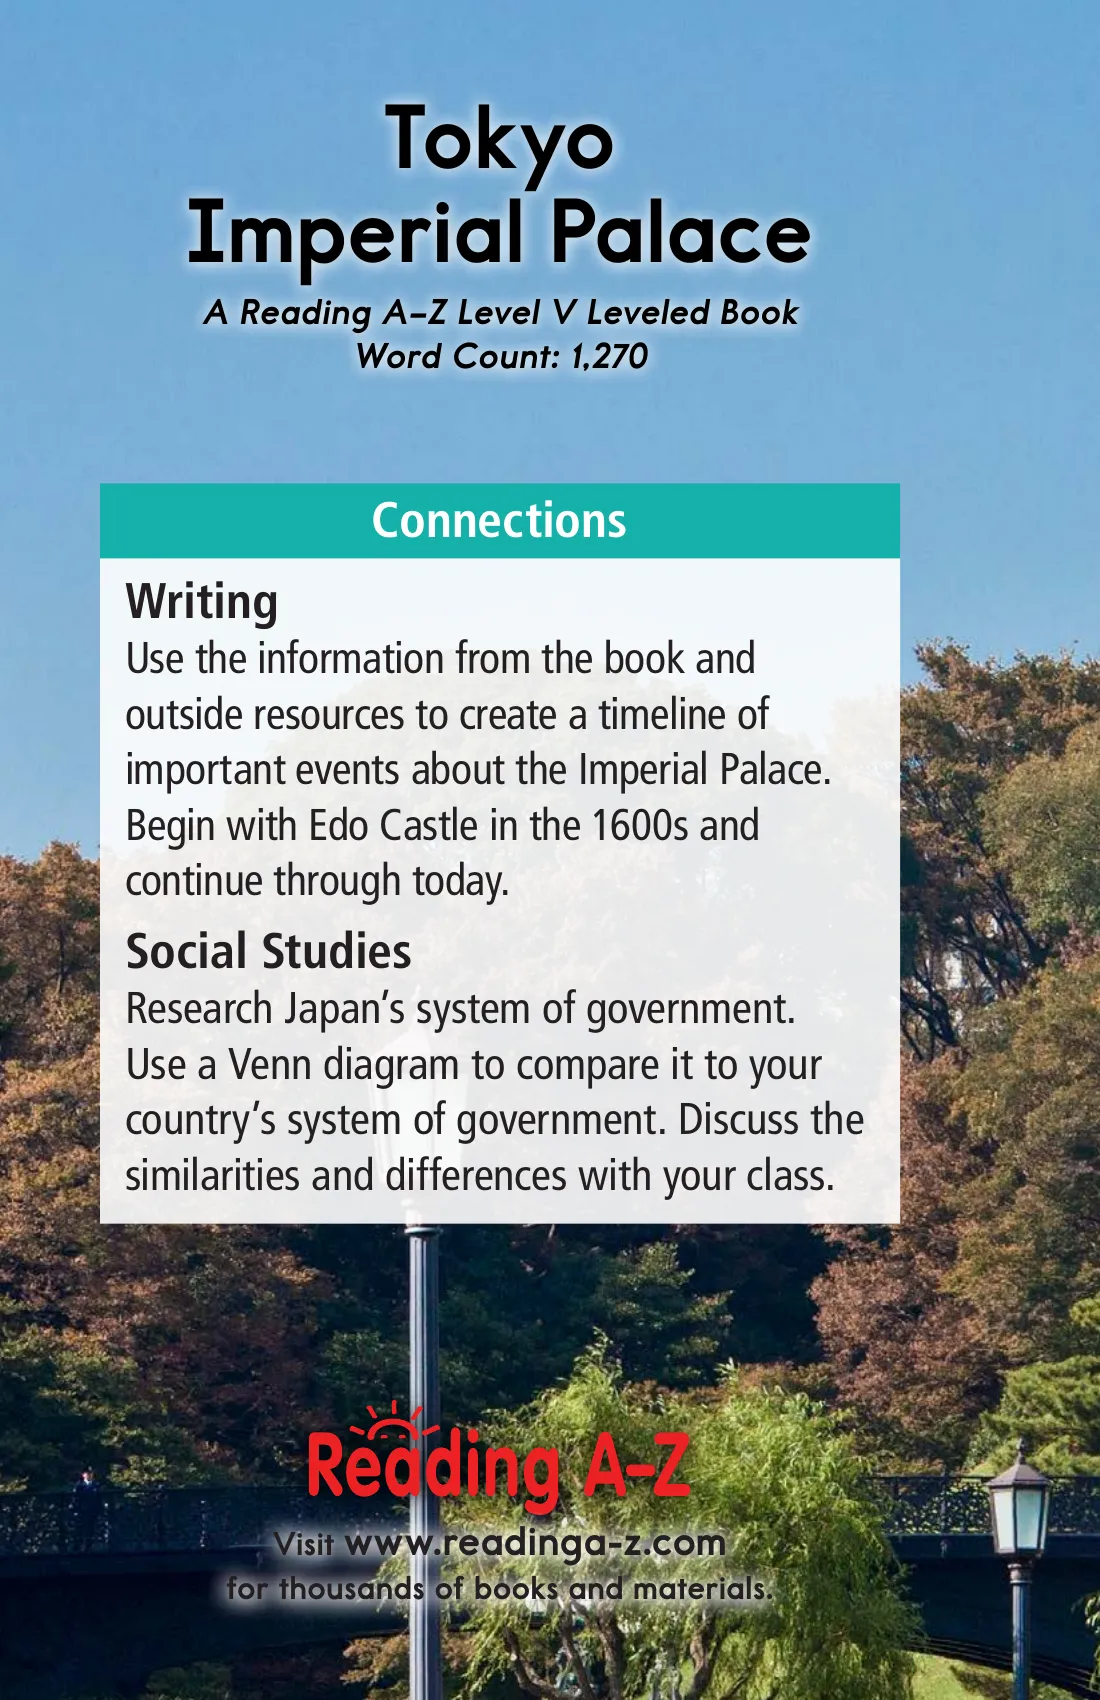 Tokyo
Imperial Palace
A Reading A–Z Level V Leveled Book
Word Count: 1,270
Connections
Writing
Use the information from the book and
outside resources to create a timeline of
important events about the Imperial Palace.
Begin with Edo Castle in the 1600s and
continue through today.
Social Studies
Research Japan’s system of government.
Use a Venn diagram to compare it to your
country’s system of government. Discuss the
similarities and differences with your class.
Reading A–Z
Visit www.readinga-z.com
for thousands of books and materials.